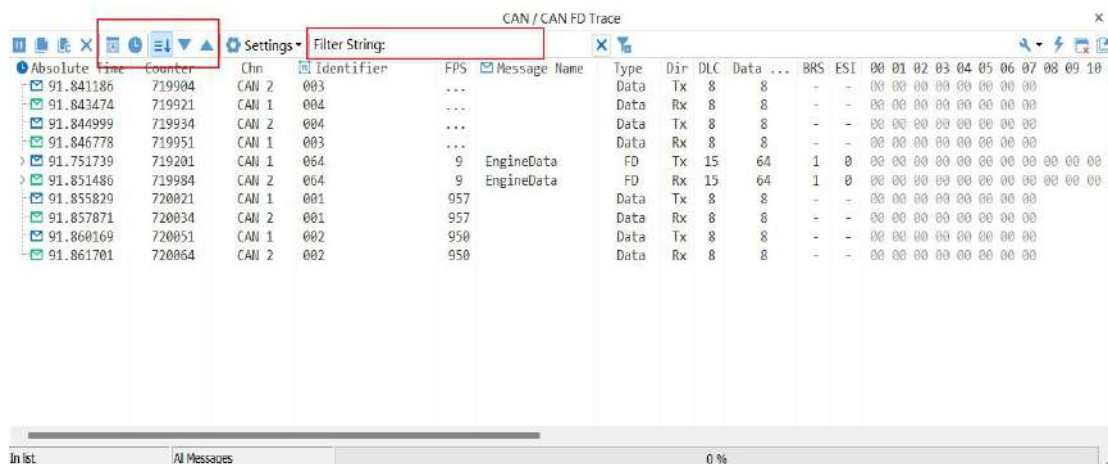 CAN / CAN FD Trace
Settings Filter String:
Absolute Time Counter Chn Identifier FPS Message Name Type Dir DLC Data ... BRS ESI 00 01 02 03 04 05 06 07 08 09 10
91.841186 719904 CAN 2 003 ... Data Tx 8 8 - - 00 00 00 00 00 00 00 00
91.843474 719921 CAN 1 004 ... Data Rx 8 8 - - 00 00 00 00 00 00 00 00
91.844999 719934 CAN 2 004 ... Data Tx 8 8 - - 00 00 00 00 00 00 00 00
91.846778 719951 CAN 1 003 ... Data Rx 8 8 - - 00 00 00 00 00 00 00 00
91.751739 719201 CAN 1 064 9 EngineData FD Tx 15 64 1 0 00 00 00 00 00 00 00 00 00 00 00
91.851486 719984 CAN 2 064 9 EngineData FD Rx 15 64 1 0 00 00 00 00 00 00 00 00 00 00 00
91.855829 720021 CAN 1 001 957 Data Tx 8 8 - - 00 00 00 00 00 00 00 00
91.857871 720034 CAN 2 001 957 Data Rx 8 8 - - 00 00 00 00 00 00 00 00
91.860169 720051 CAN 1 002 950 Data Tx 8 8 - - 00 00 00 00 00 00 00 00
91.861701 720064 CAN 2 002 950 Data Rx 8 8 - - 00 00 00 00 00 00 00 00
In list All Messages 0 %